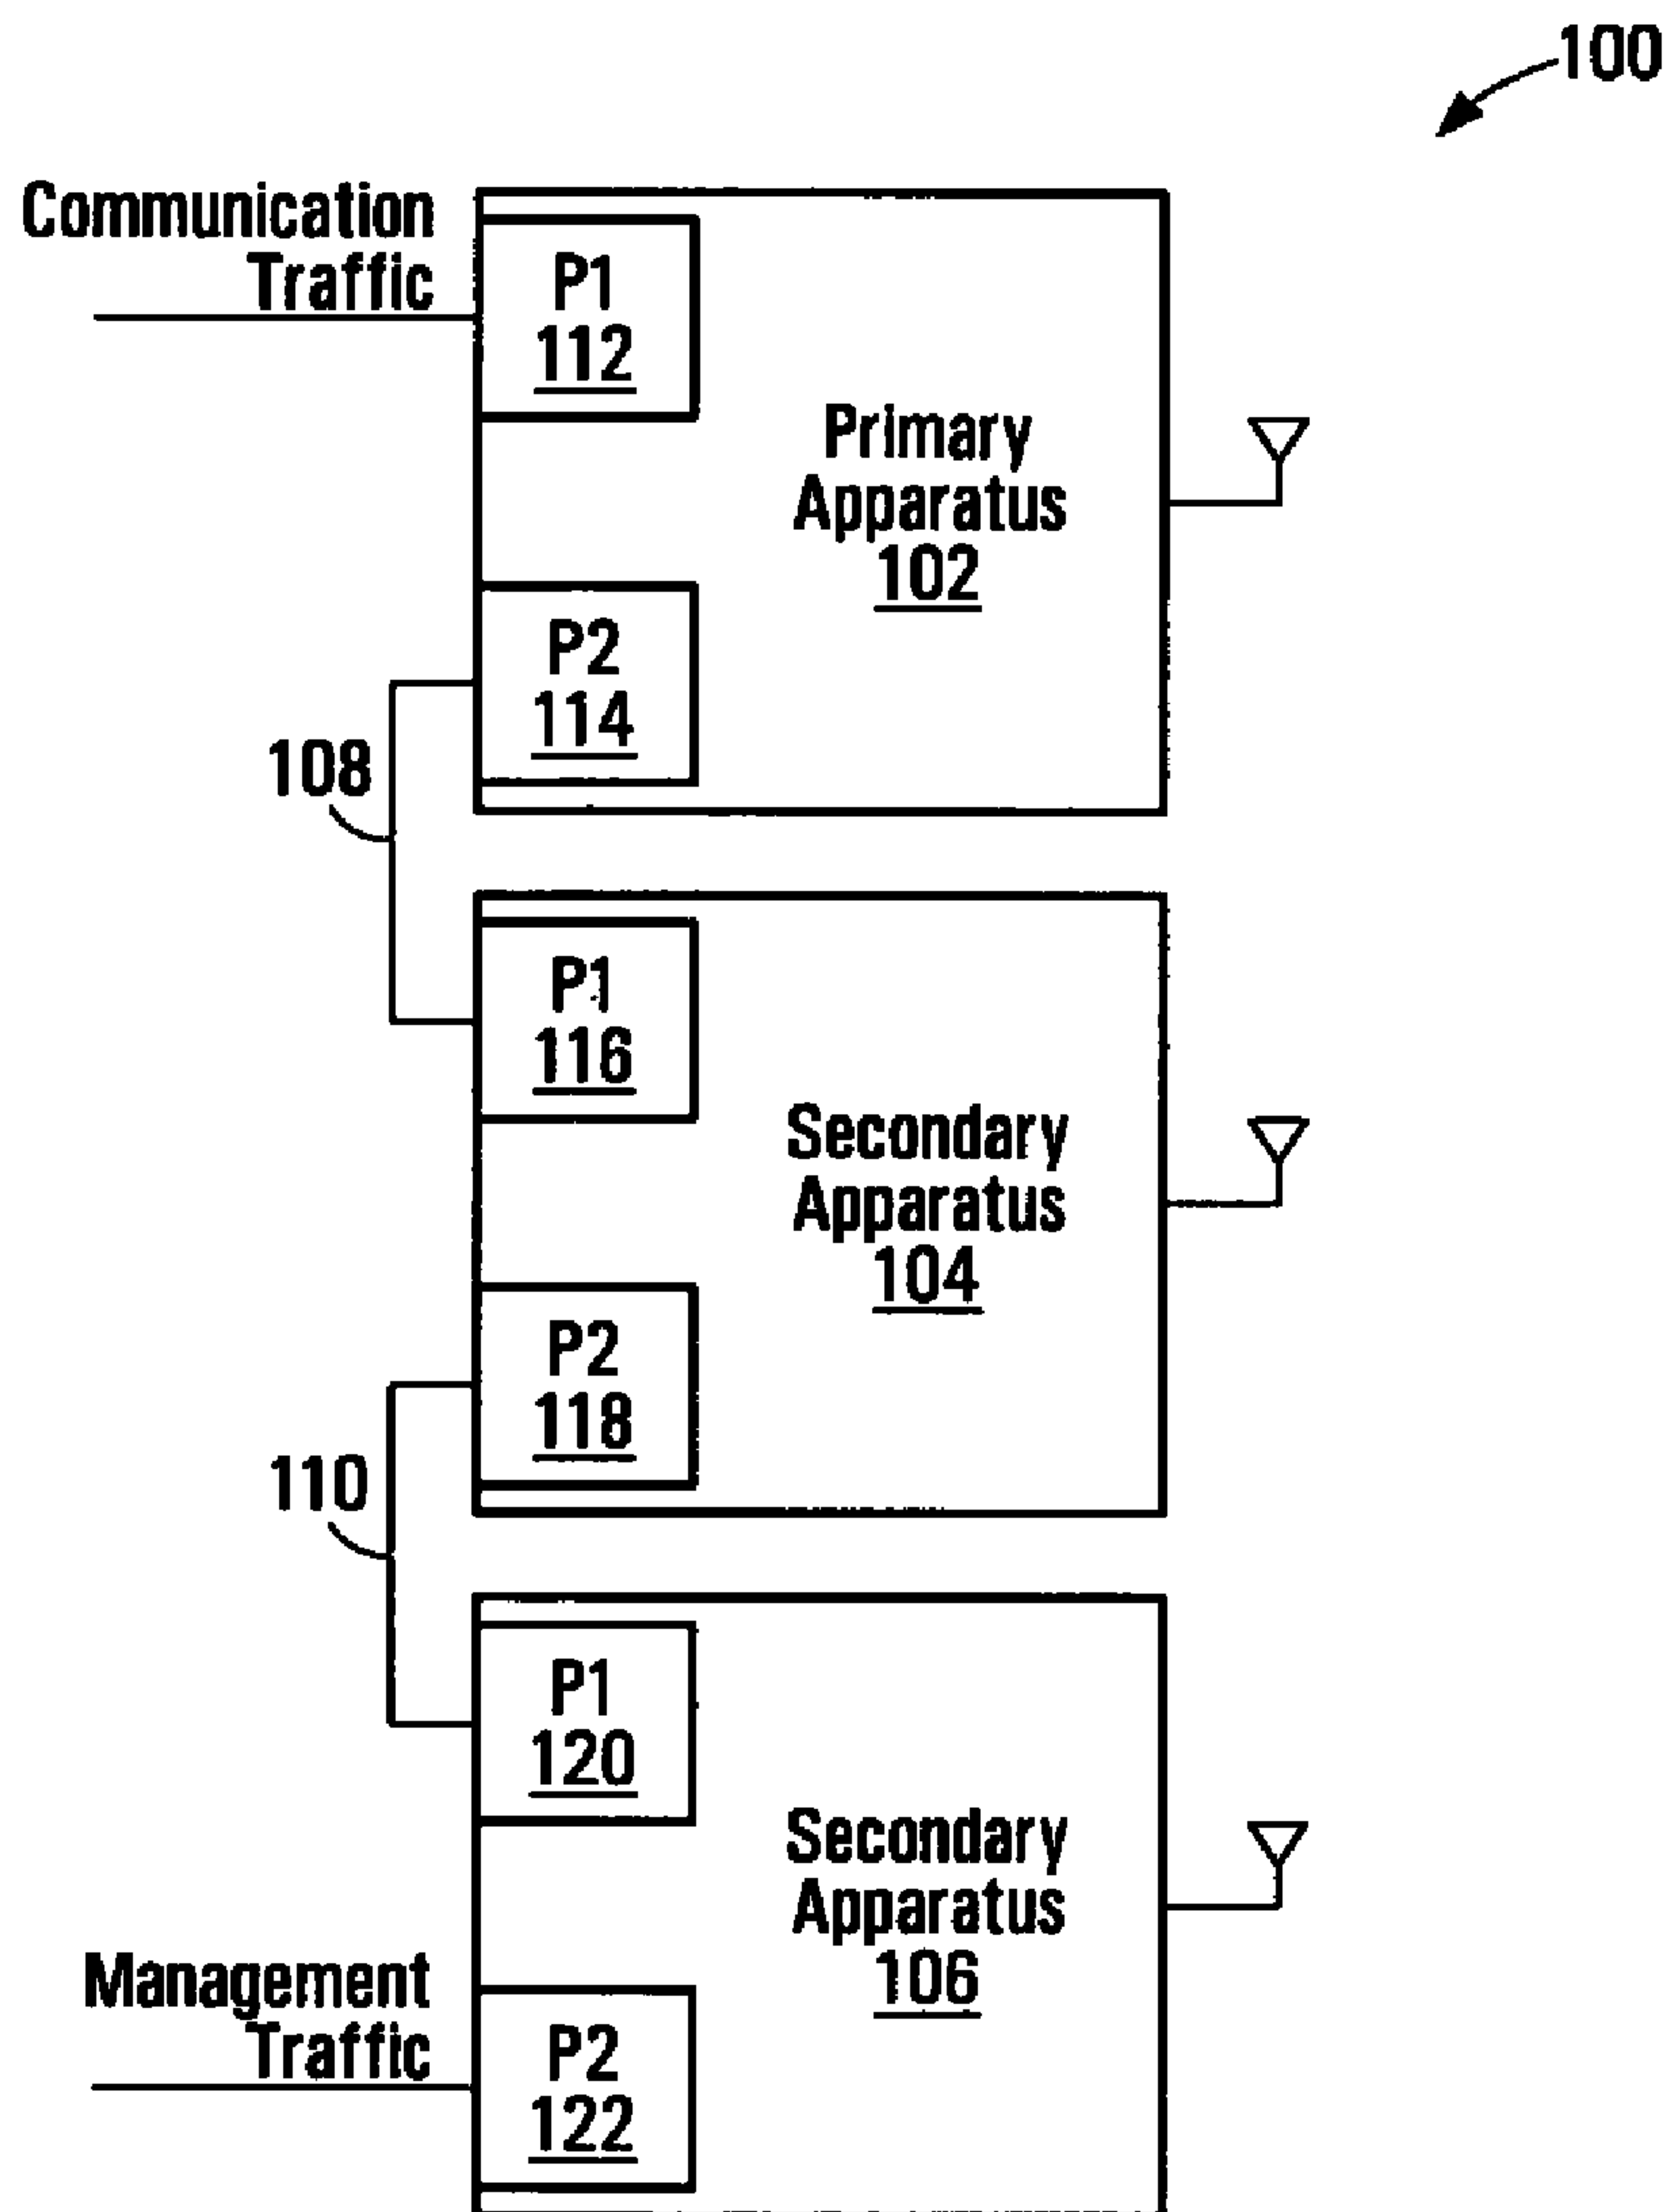 100
Communication
Traffic
P1
112
Primary
Apparatus
102
P2
114
108
P1
116
Secondary
Apparatus
104
P2
118
110
P1
120
Secondary
Apparatus
106
Management
Traffic
P2
122